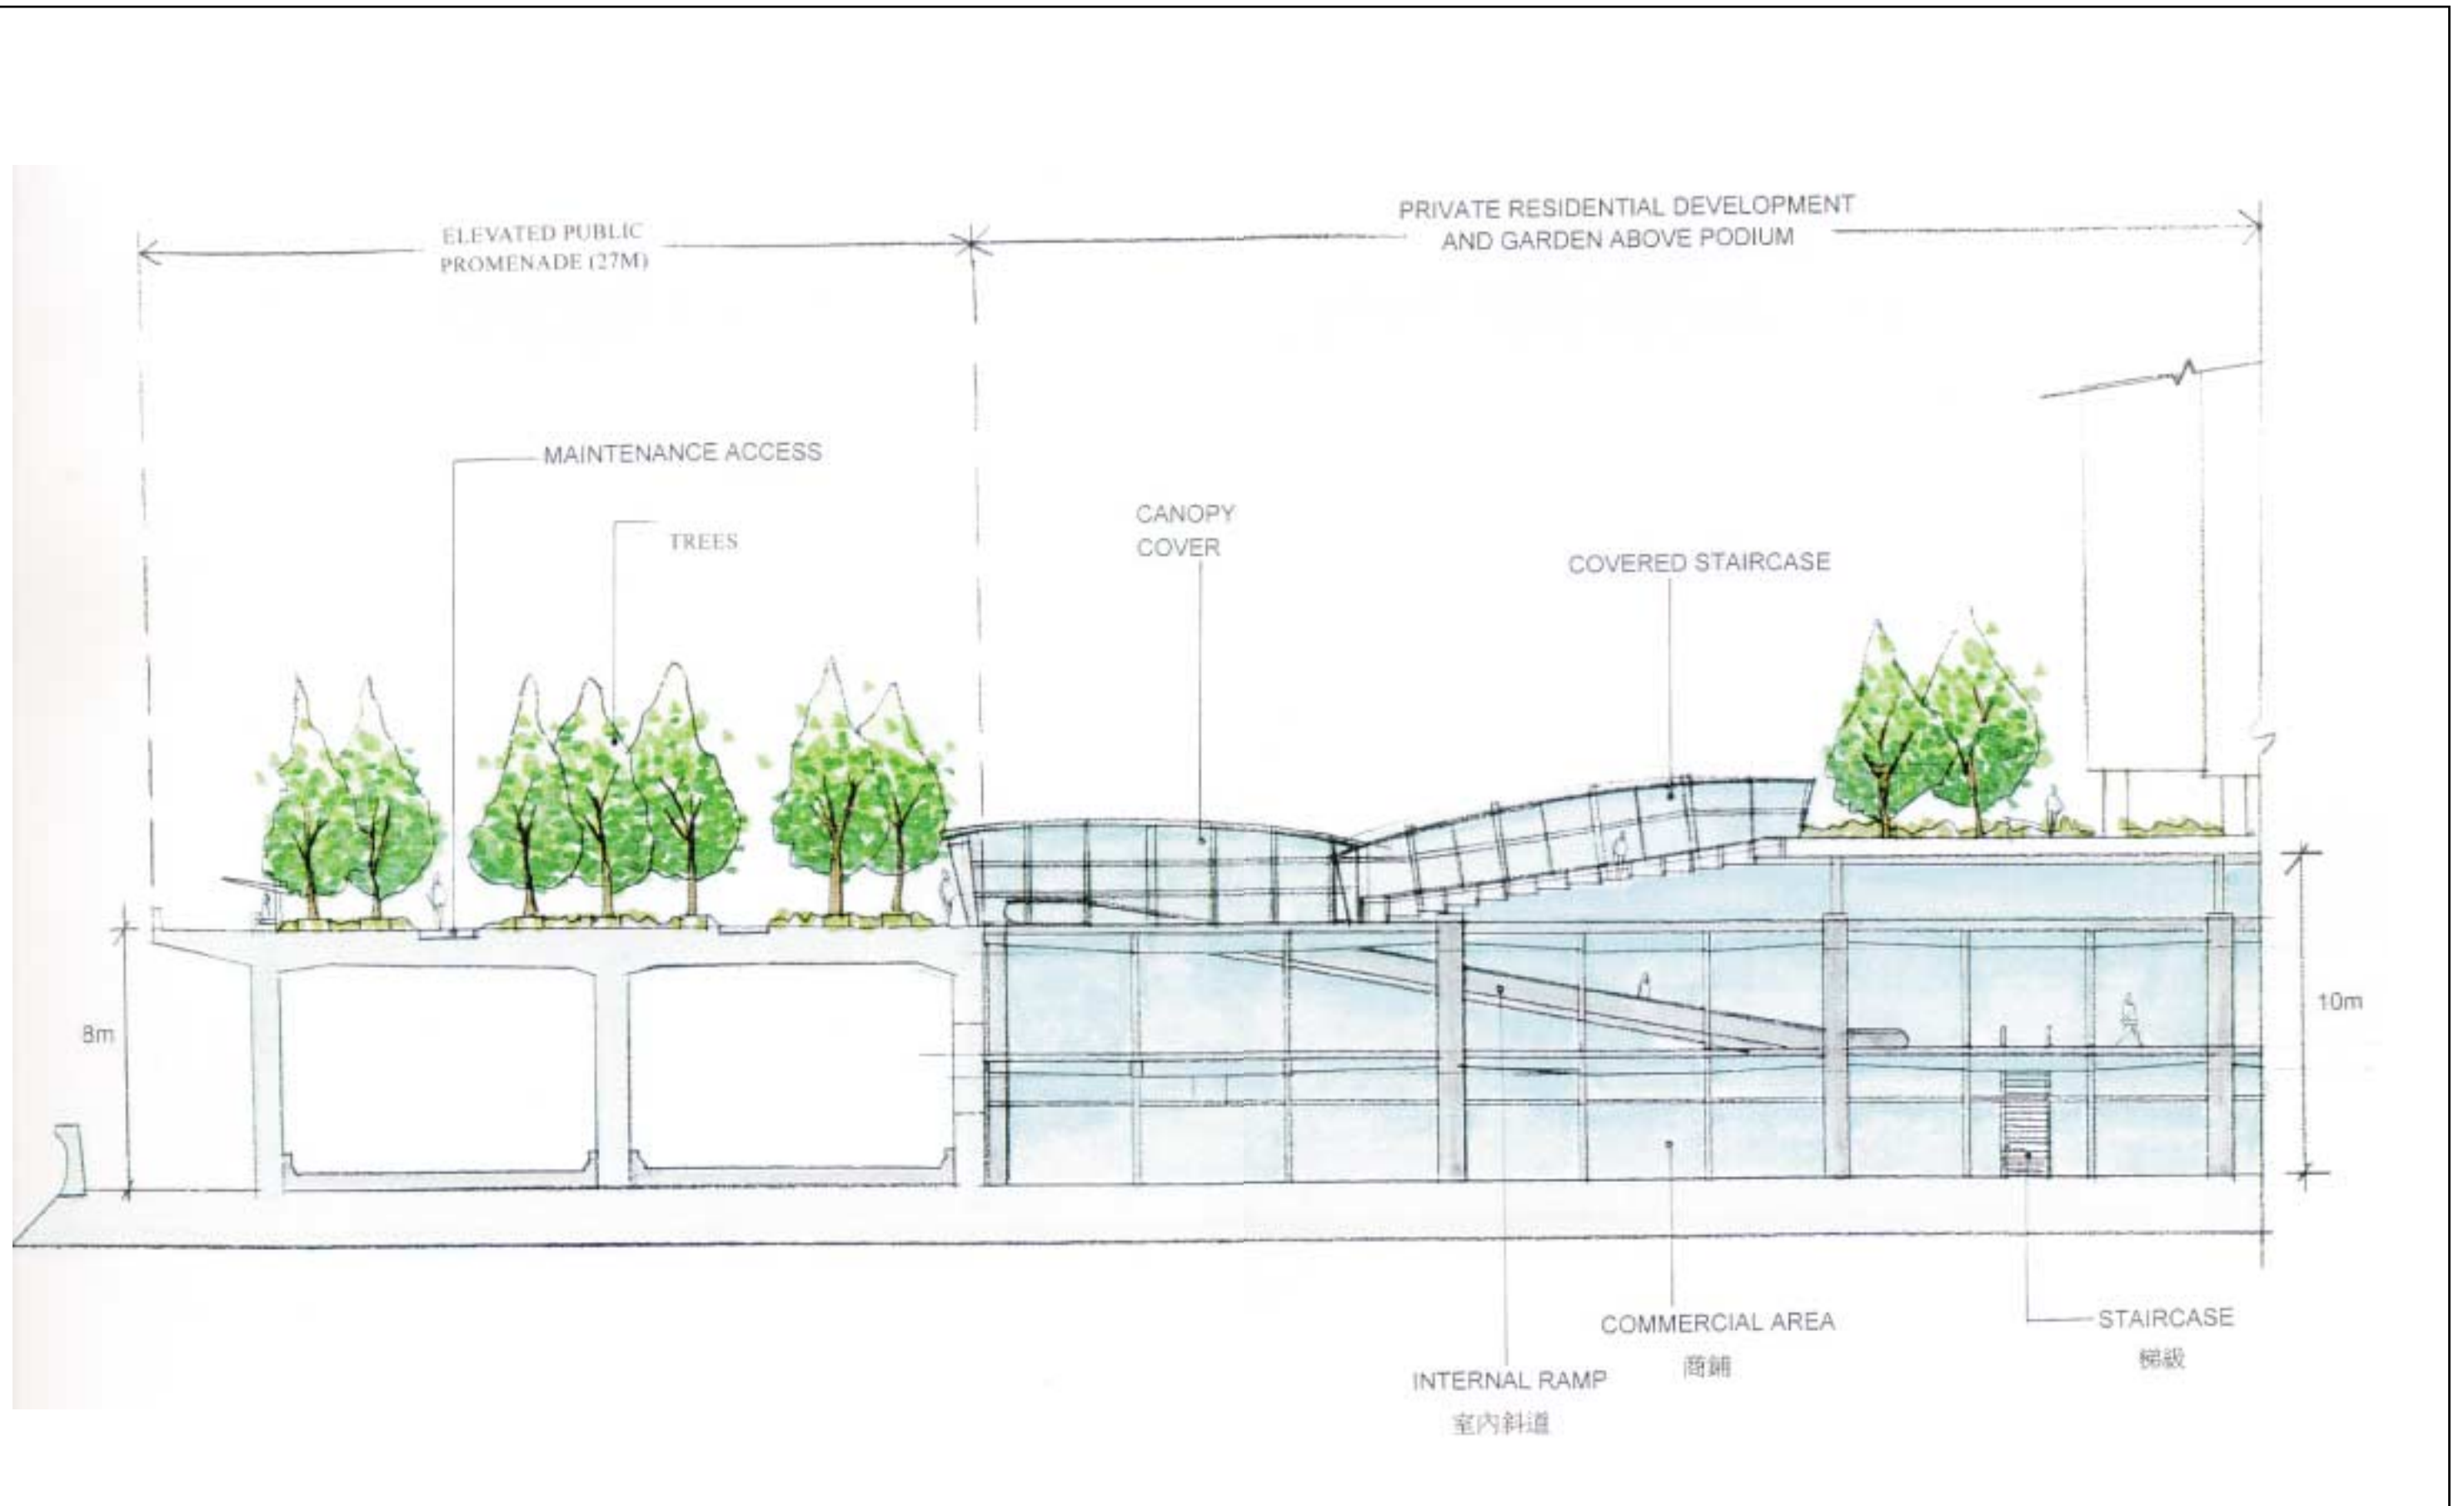 ELEVATED PUBLIC
PROMENADE (27M)
PRIVATE RESIDENTIAL DEVELOPMENT
AND GARDEN ABOVE PODIUM
MAINTENANCE ACCESS
TREES
CANOPY
COVER
COVERED STAIRCASE
8m
10m
COMMERCIAL AREA
商鋪
STAIRCASE
梯級
INTERNAL RAMP
室內斜道